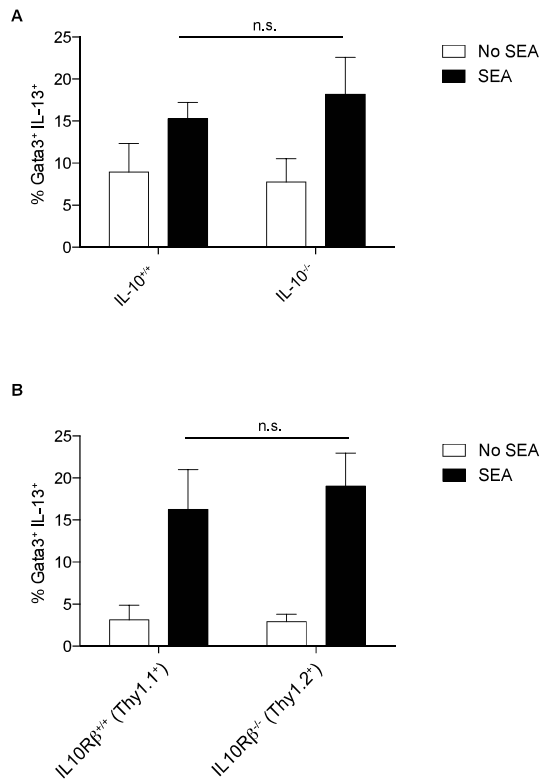 A
n.s.
No SEA
SEA
% Gata3⁺ IL-13⁺
25
20
15
10
5
0
IL-10⁺/⁺
IL-10⁻/⁻
B
n.s.
No SEA
SEA
% Gata3⁺ IL-13⁺
25
20
15
10
5
0
IL10Rβ⁺/⁺ (Thy1.1⁺)
IL10Rβ⁻/⁻ (Thy1.2⁺)